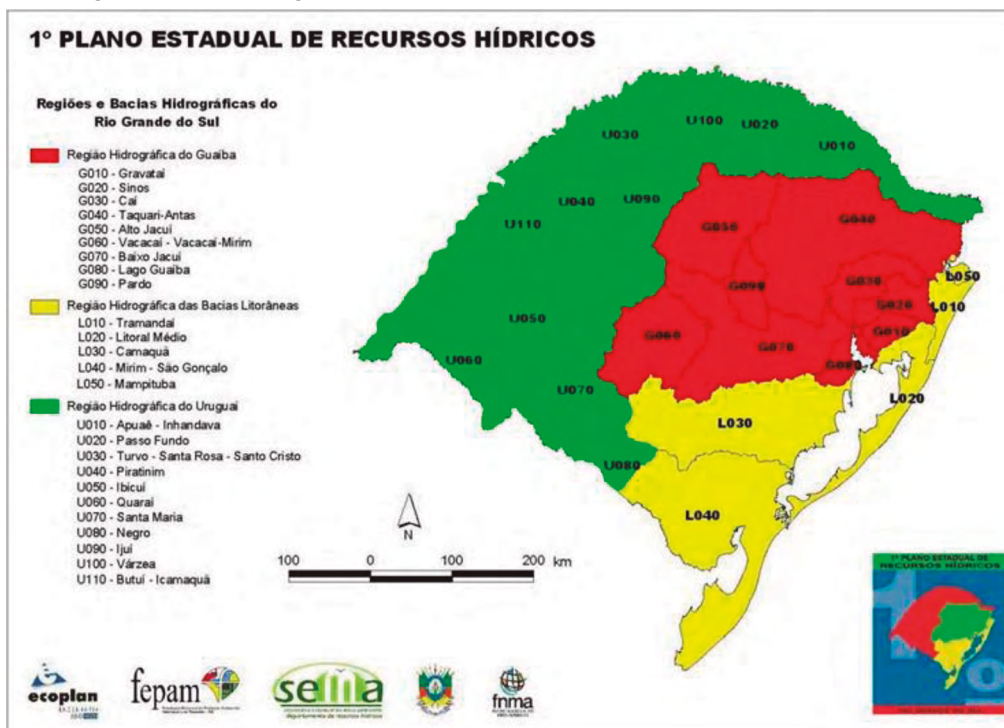 1º PLANO ESTADUAL DE RECURSOS HÍDRICOS
Regiões e Bacias Hidrográficas do
Rio Grande do Sul
Região Hidrográfica do Guaíba
G010 - Gravataí
G020 - Sinos
G030 - Caí
G040 - Taquari-Antas
G050 - Alto Jacuí
G060 - Vacacaí - Vacacaí-Mirim
G070 - Baixo Jacuí
G080 - Lago Guaíba
G090 - Pardo
Região Hidrográfica das Bacias Litorâneas
L010 - Tramandaí
L020 - Litoral Médio
L030 - Camaquã
L040 - Mirim - São Gonçalo
L050 - Mampituba
Região Hidrográfica do Uruguai
U010 - Apuaê - Inhandava
U020 - Passo Fundo
U030 - Turvo - Santa Rosa - Santo Cristo
U040 - Piratinim
U050 - Ibicuí
U060 - Quaraí
U070 - Santa Maria
U080 - Negro
U090 - Ijuí
U100 - Várzea
U110 - Butuí - Icamaquã
U100
U020
U030
U010
U040
U090
U110
G050
G040
L050
G030
G090
G020
L010
U050
G010
G060
G070
U060
G080
U070
L020
L030
U080
L040
N
100 0 100 200 km
ecoplan
fepam
sema
departamento de recursos hídricos
fnma
1º PLANO ESTADUAL DE
RECURSOS HÍDRICOS